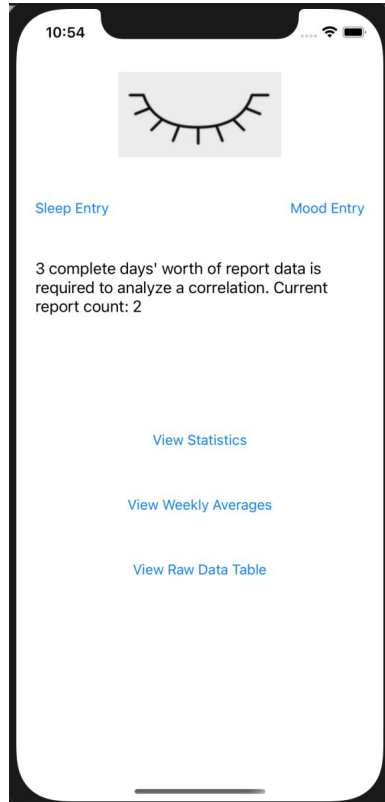 10:54
Sleep Entry
Mood Entry
3 complete days' worth of report data is
required to analyze a correlation. Current
report count: 2
View Statistics
View Weekly Averages
View Raw Data Table